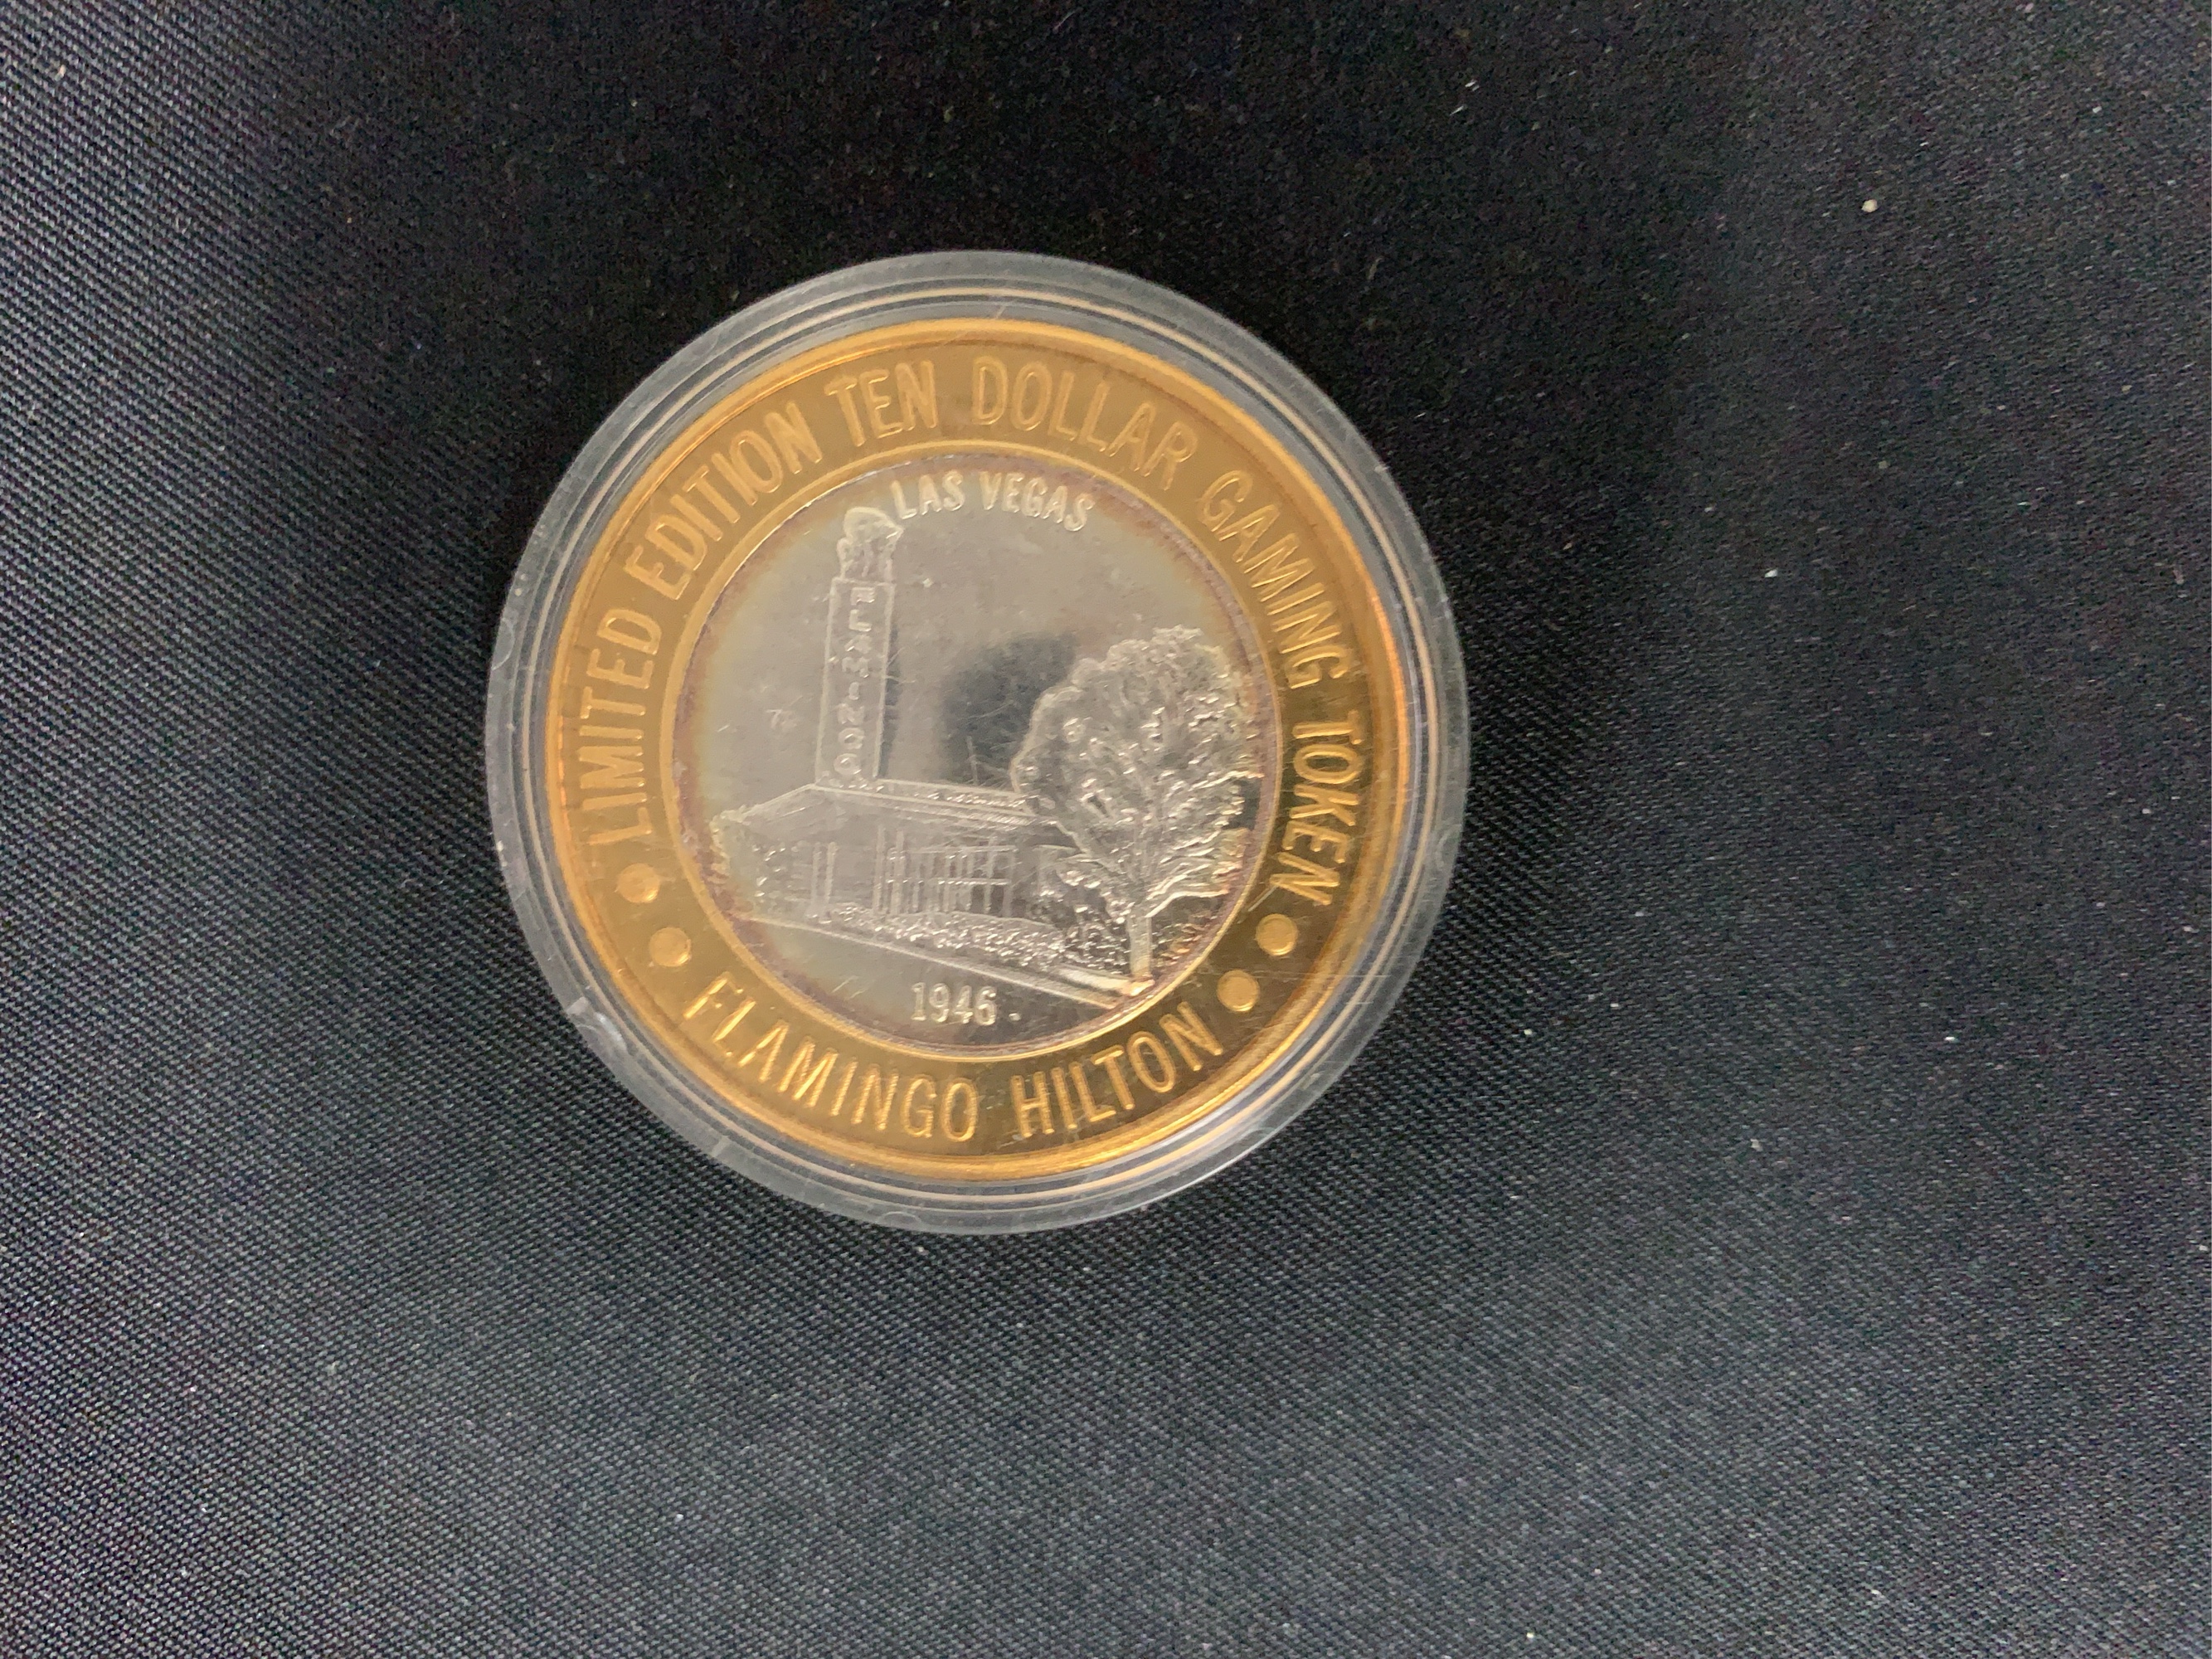 LIMITED EDITION TEN DOLLAR GAMING TOKEN
LAS VEGAS
FLAMINGO
1946
FLAMINGO HILTON